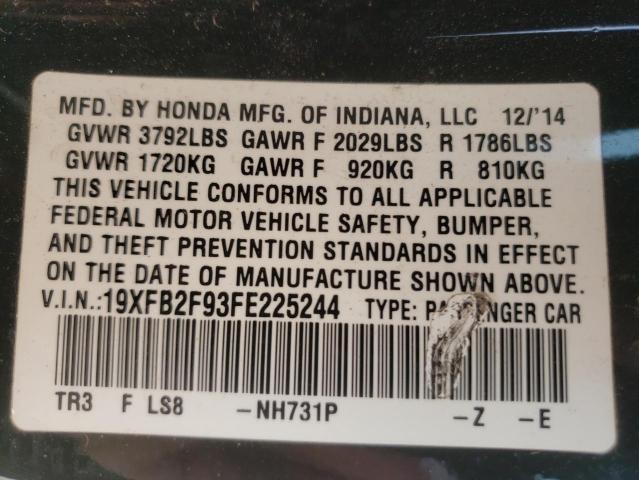 MFD. BY HONDA MFG. OF INDIANA, LLC 12/'14
GVWR 3792LBS GAWR F 2029LBS R 1786LBS
GVWR 1720KG GAWR F 920KG R 810KG
THIS VEHICLE CONFORMS TO ALL APPLICABLE
FEDERAL MOTOR VEHICLE SAFETY, BUMPER,
AND THEFT PREVENTION STANDARDS IN EFFECT
ON THE DATE OF MANUFACTURE SHOWN ABOVE.
V.I.N.:19XFB2F93FE225244 TYPE: PASSENGER CAR
TR3 F LS8 -NH731P -Z -E